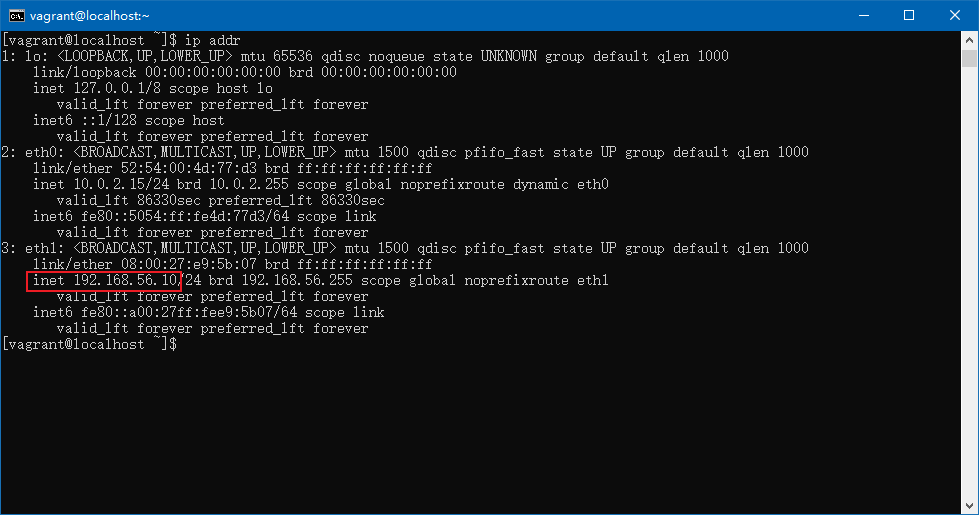 vagrant@localhost:~
[vagrant@localhost ~]$ ip addr
1: lo: <LOOPBACK,UP,LOWER_UP> mtu 65536 qdisc noqueue state UNKNOWN group default qlen 1000
link/loopback 00:00:00:00:00:00 brd 00:00:00:00:00:00
inet 127.0.0.1/8 scope host lo
valid_lft forever preferred_lft forever
inet6 ::1/128 scope host
valid_lft forever preferred_lft forever
2: eth0: <BROADCAST,MULTICAST,UP,LOWER_UP> mtu 1500 qdisc pfifo_fast state UP group default qlen 1000
link/ether 52:54:00:4d:77:d3 brd ff:ff:ff:ff:ff:ff
inet 10.0.2.15/24 brd 10.0.2.255 scope global noprefixroute dynamic eth0
valid_lft 86330sec preferred_lft 86330sec
inet6 fe80::5054:ff:fe4d:77d3/64 scope link
valid_lft forever preferred_lft forever
3: eth1: <BROADCAST,MULTICAST,UP,LOWER_UP> mtu 1500 qdisc pfifo_fast state UP group default qlen 1000
link/ether 08:00:27:e9:5b:07 brd ff:ff:ff:ff:ff:ff
inet 192.168.56.10/24 brd 192.168.56.255 scope global noprefixroute eth1
valid_lft forever preferred_lft forever
inet6 fe80::a00:27ff:fee9:5b07/64 scope link
valid_lft forever preferred_lft forever
[vagrant@localhost ~]$